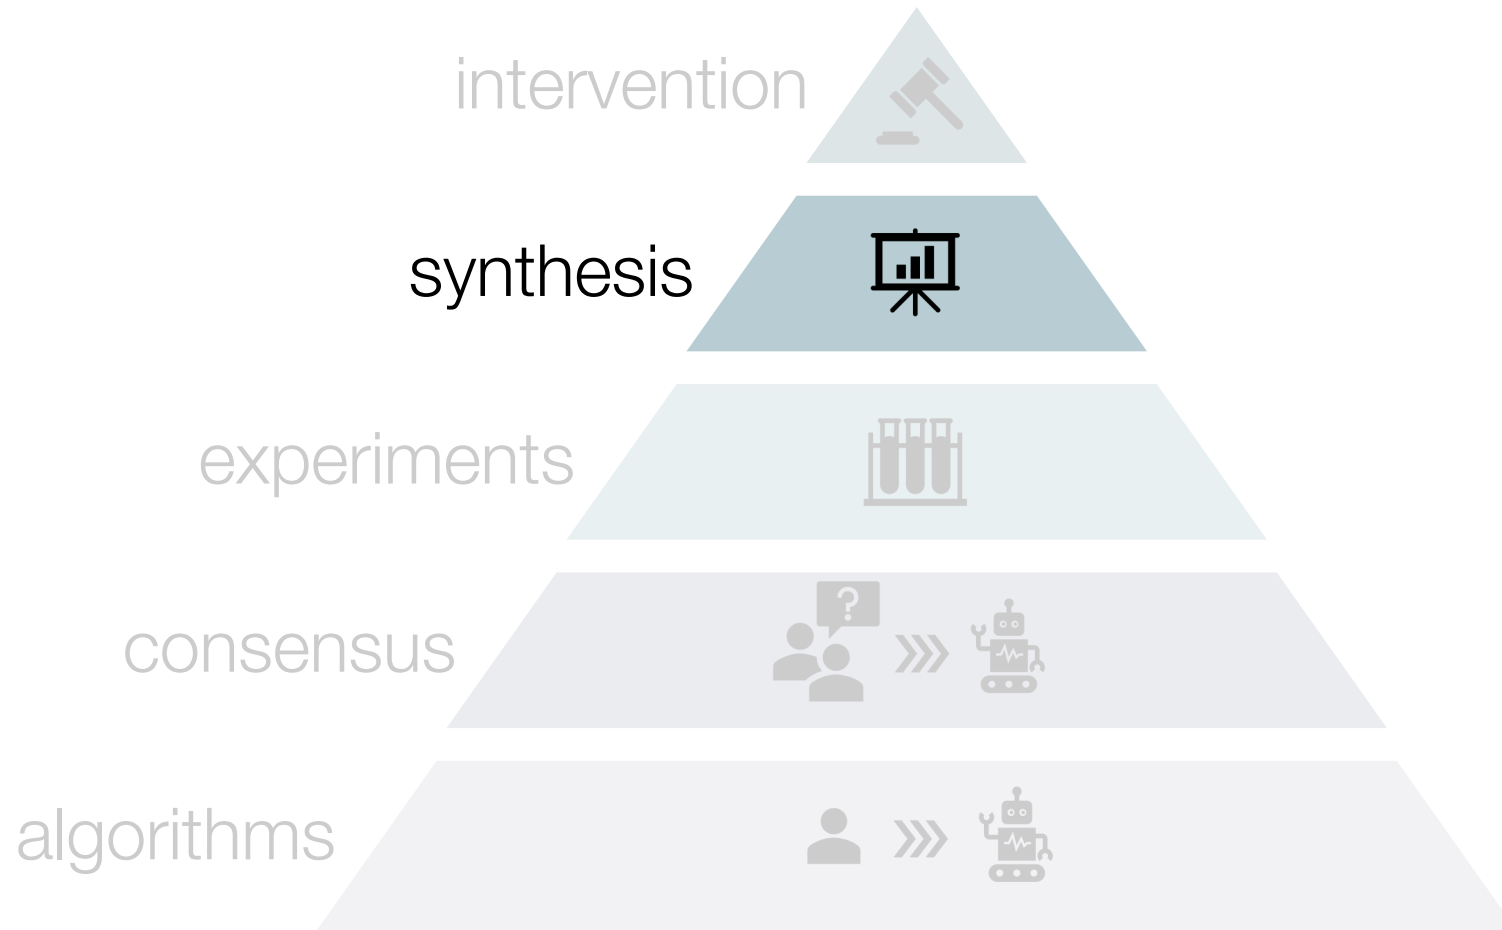 intervention
synthesis
experiments
?
consensus
algorithms